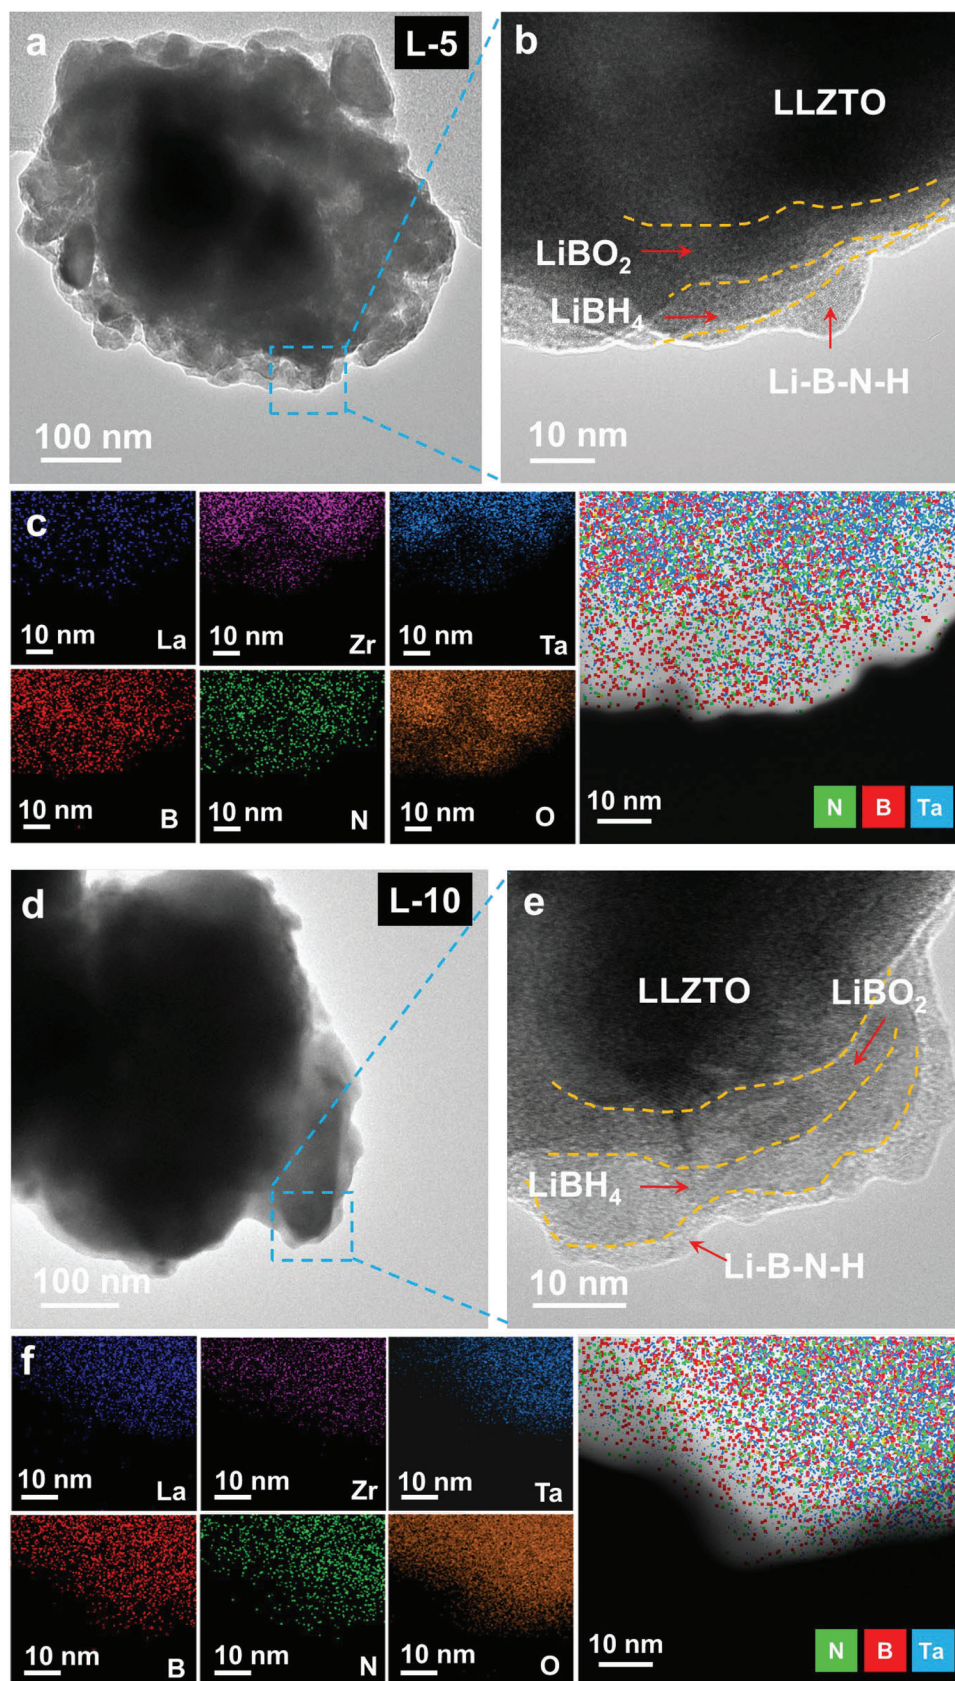 a
L-5
100 nm
b
LLZTO
LiBO₂
LiBH₄
Li-B-N-H
10 nm
c
10 nm
La
10 nm
Zr
10 nm
Ta
10 nm
B
10 nm
N
10 nm
O
10 nm
N B Ta
d
L-10
100 nm
e
LLZTO
LiBO₂
LiBH₄
Li-B-N-H
10 nm
f
10 nm
La
10 nm
Zr
10 nm
Ta
10 nm
B
10 nm
N
10 nm
O
10 nm
N B Ta